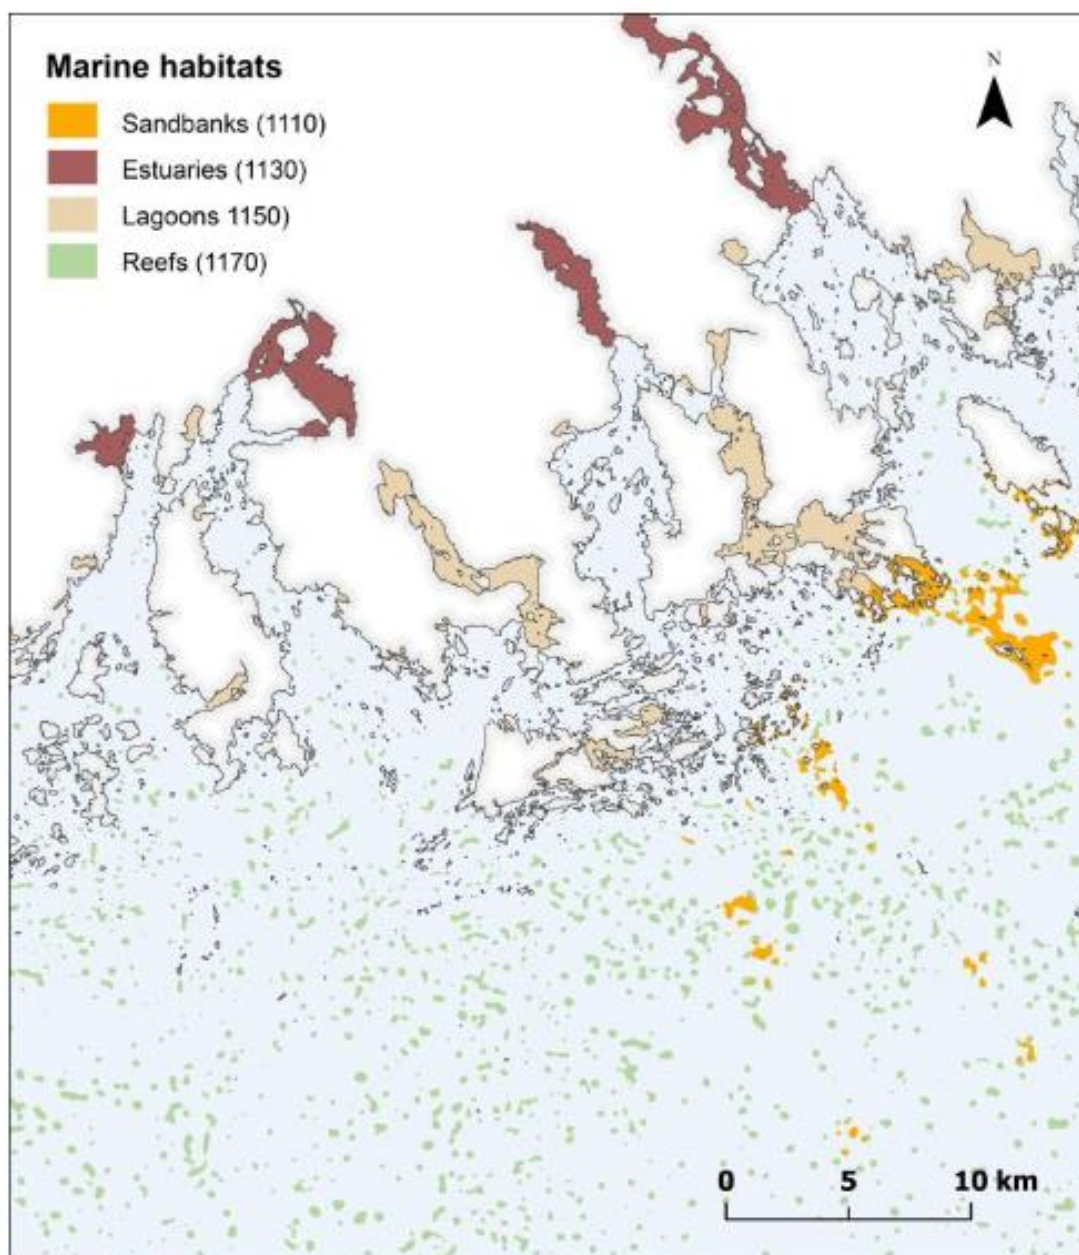 Marine habitats
Sandbanks (1110)
Estuaries (1130)
Lagoons 1150)
Reefs (1170)
N
0 5 10 km